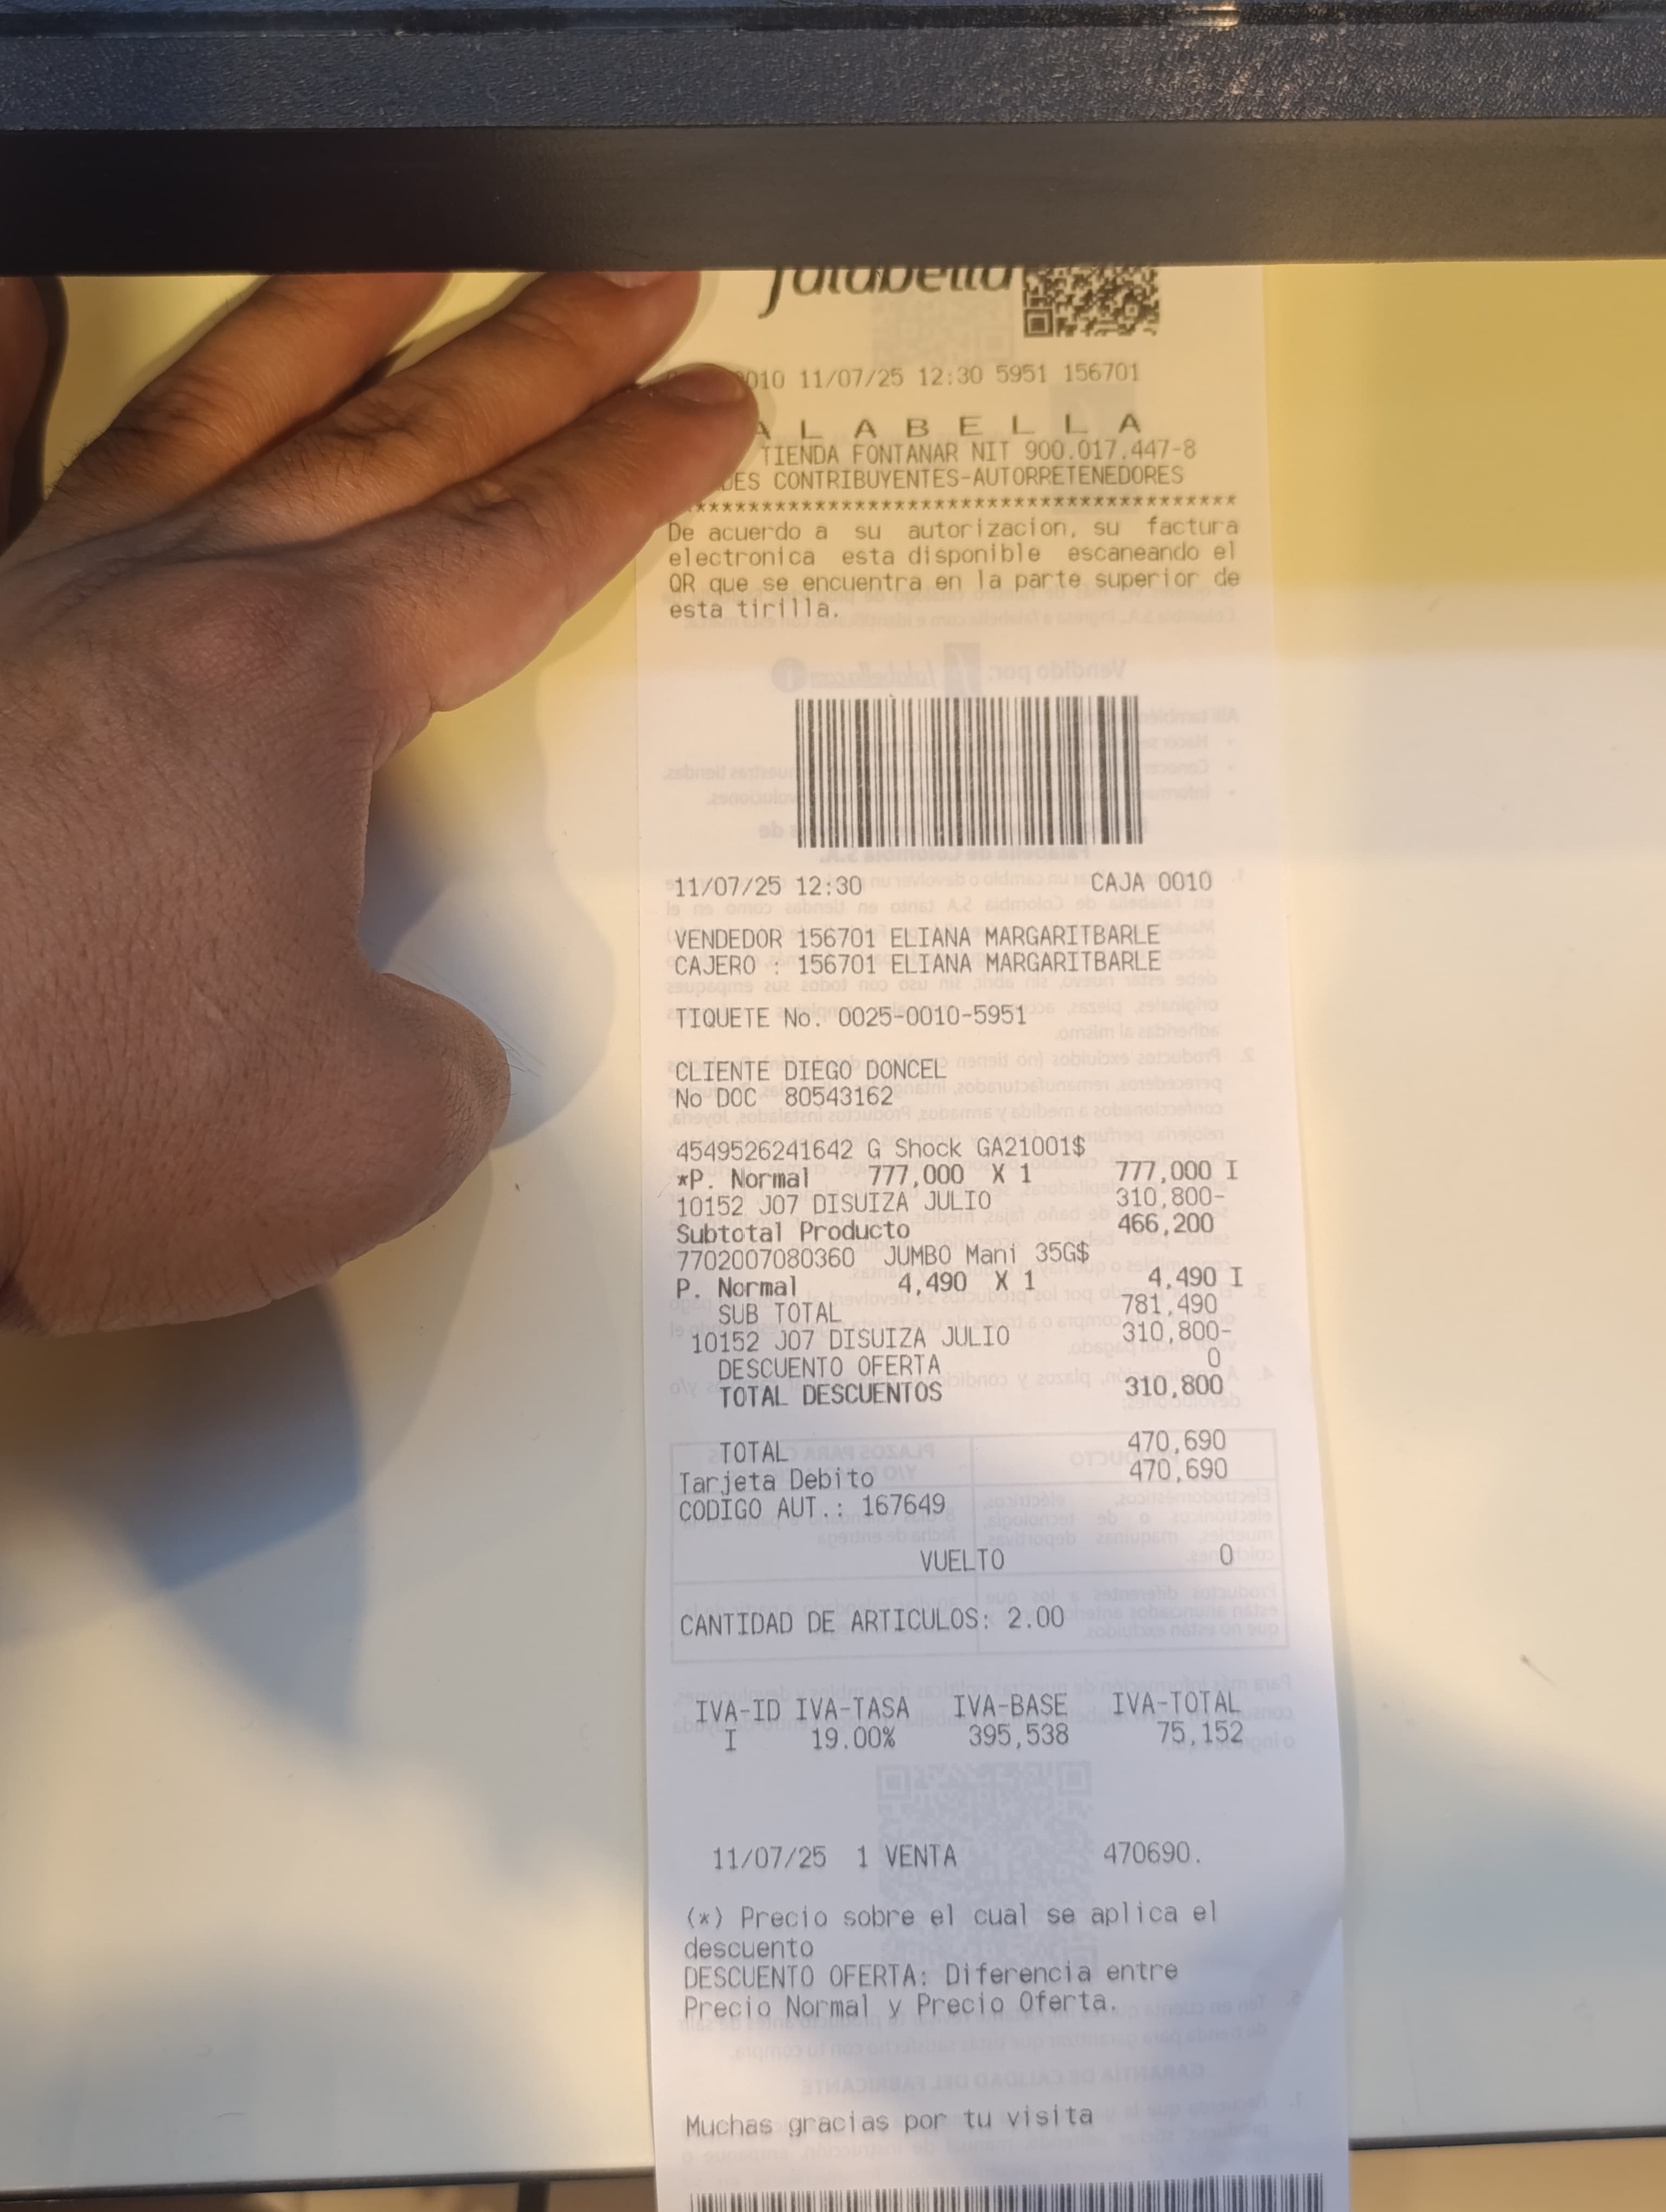 falabella
0010 11/07/25 12:30 5951 156701
A L A B E L L A
TIENDA FONTANAR NIT 900.017.447-8
DES CONTRIBUYENTES-AUTORRETENEDORES
******************************************
De acuerdo a su autorizacion, su factura
electronica esta disponible escaneando el
QR que se encuentra en la parte superior de
esta tirilla.
11/07/25 12:30 CAJA 0010
VENDEDOR 156701 ELIANA MARGARITBARLE
CAJERO : 156701 ELIANA MARGARITBARLE
TIQUETE No. 0025-0010-5951
CLIENTE DIEGO DONCEL
No DOC 80543162
4549526241642 G Shock GA21001$
*P. Normal 777,000 X 1 777,000 I
10152 J07 DISUIZA JULIO 310,800-
Subtotal Producto 466,200
7702007080360 JUMBO Mani 35G$
P. Normal 4,490 X 1 4,490 I
SUB TOTAL 781,490
10152 J07 DISUIZA JULIO 310,800-
DESCUENTO OFERTA 0
TOTAL DESCUENTOS 310,800
TOTAL 470,690
Tarjeta Debito 470,690
CODIGO AUT.: 167649
VUELTO 0
CANTIDAD DE ARTICULOS: 2.00
IVA-ID IVA-TASA IVA-BASE IVA-TOTAL
I 19.00% 395,538 75,152
11/07/25 1 VENTA 470690.
(*) Precio sobre el cual se aplica el
descuento
DESCUENTO OFERTA: Diferencia entre
Precio Normal y Precio Oferta.
Muchas gracias por tu visita